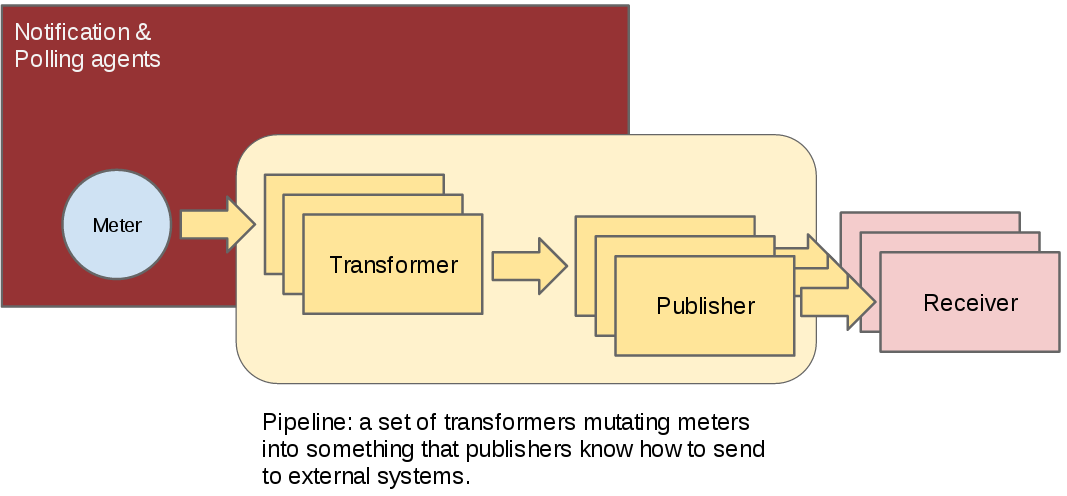 Notification &
Polling agents
Meter
Transformer
Publisher
Receiver
Pipeline: a set of transformers mutating meters
into something that publishers know how to send
to external systems.